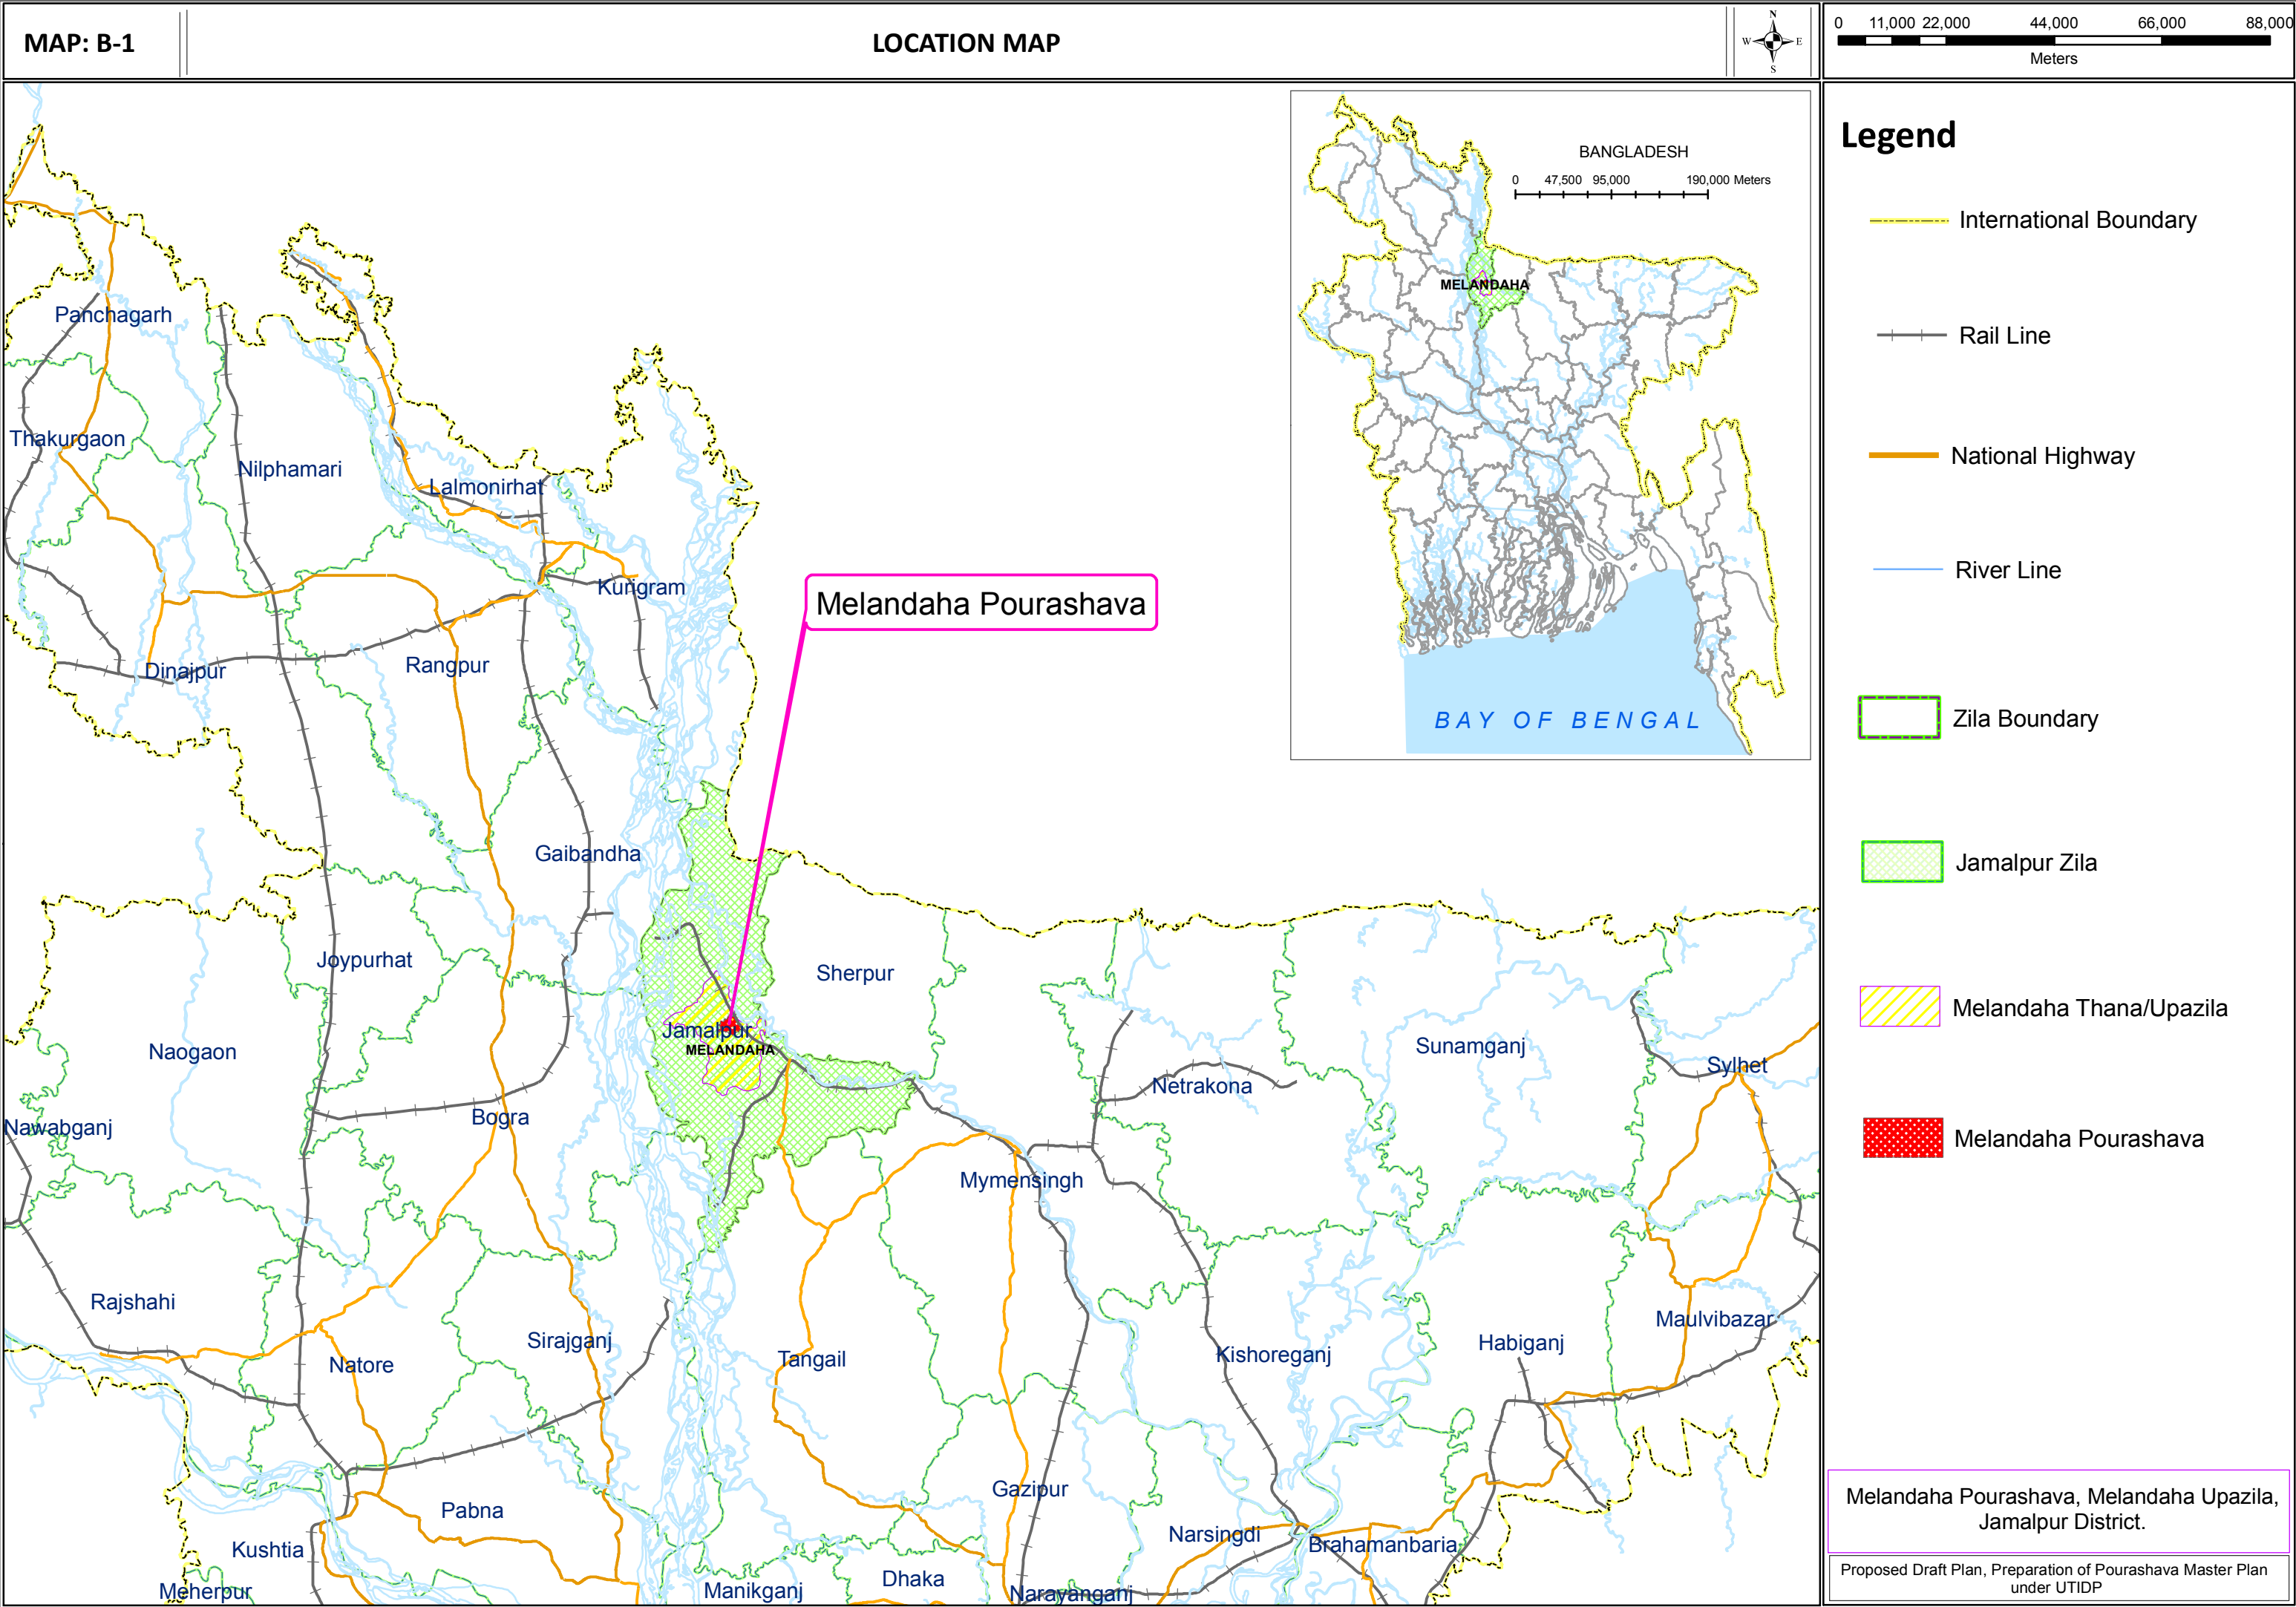 MAP: B-1
LOCATION MAP
N
W E
S
0 11,000 22,000 44,000 66,000 88,000
Meters
BANGLADESH
0 47,500 95,000 190,000 Meters
MELANDAHA
BAY OF BENGAL
Panchagarh
Thakurgaon
Nilphamari
Lalmonirhat
Kurigram
Melandaha Pourashava
Dinajpur
Rangpur
Gaibandha
Joypurhat
Sherpur
Jamalpur
MELANDAHA
Naogaon
Sunamganj
Sylhet
Netrakona
Nawabganj
Bogra
Mymensingh
Rajshahi
Sirajganj
Natore
Tangail
Kishoreganj
Habiganj
Maulvibazar
Gazipur
Pabna
Kushtia
Narsingdi
Brahamanbaria
Meherpur
Manikganj
Dhaka
Narayanganj
Legend
International Boundary
Rail Line
National Highway
River Line
Zila Boundary
Jamalpur Zila
Melandaha Thana/Upazila
Melandaha Pourashava
Melandaha Pourashava, Melandaha Upazila,
Jamalpur District.
Proposed Draft Plan, Preparation of Pourashava Master Plan
under UTIDP